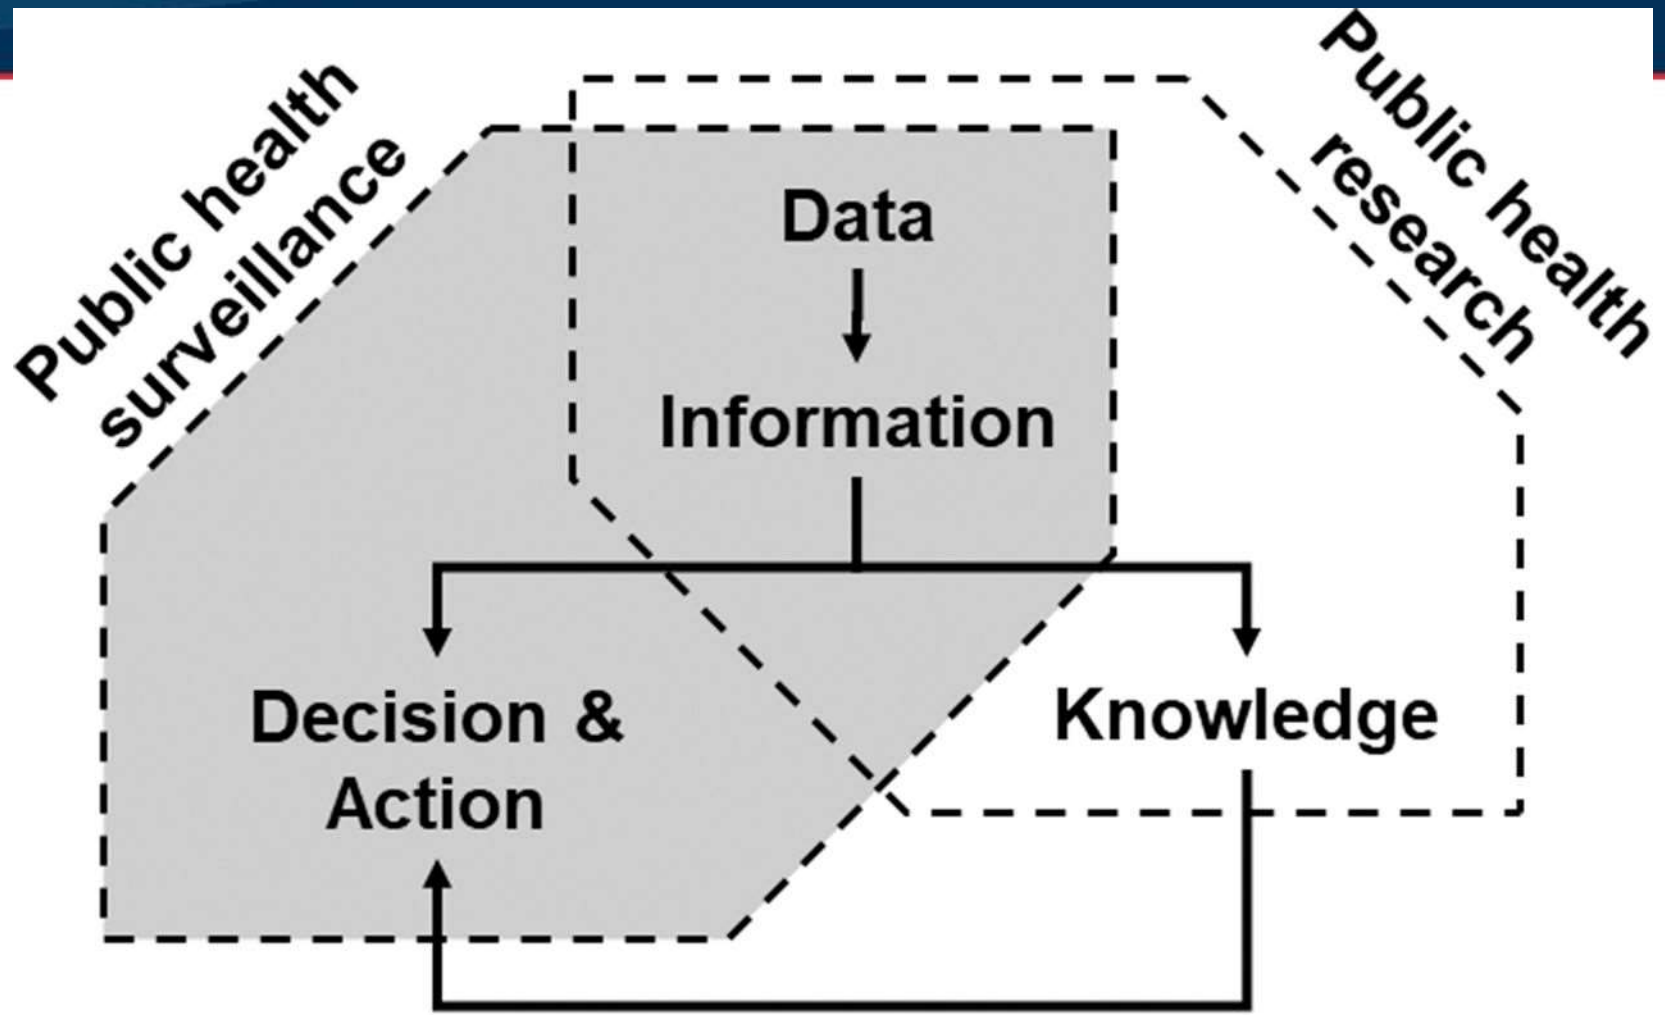 Public health
surveillance
Public health
research
Data
Information
Decision &
Action
Knowledge